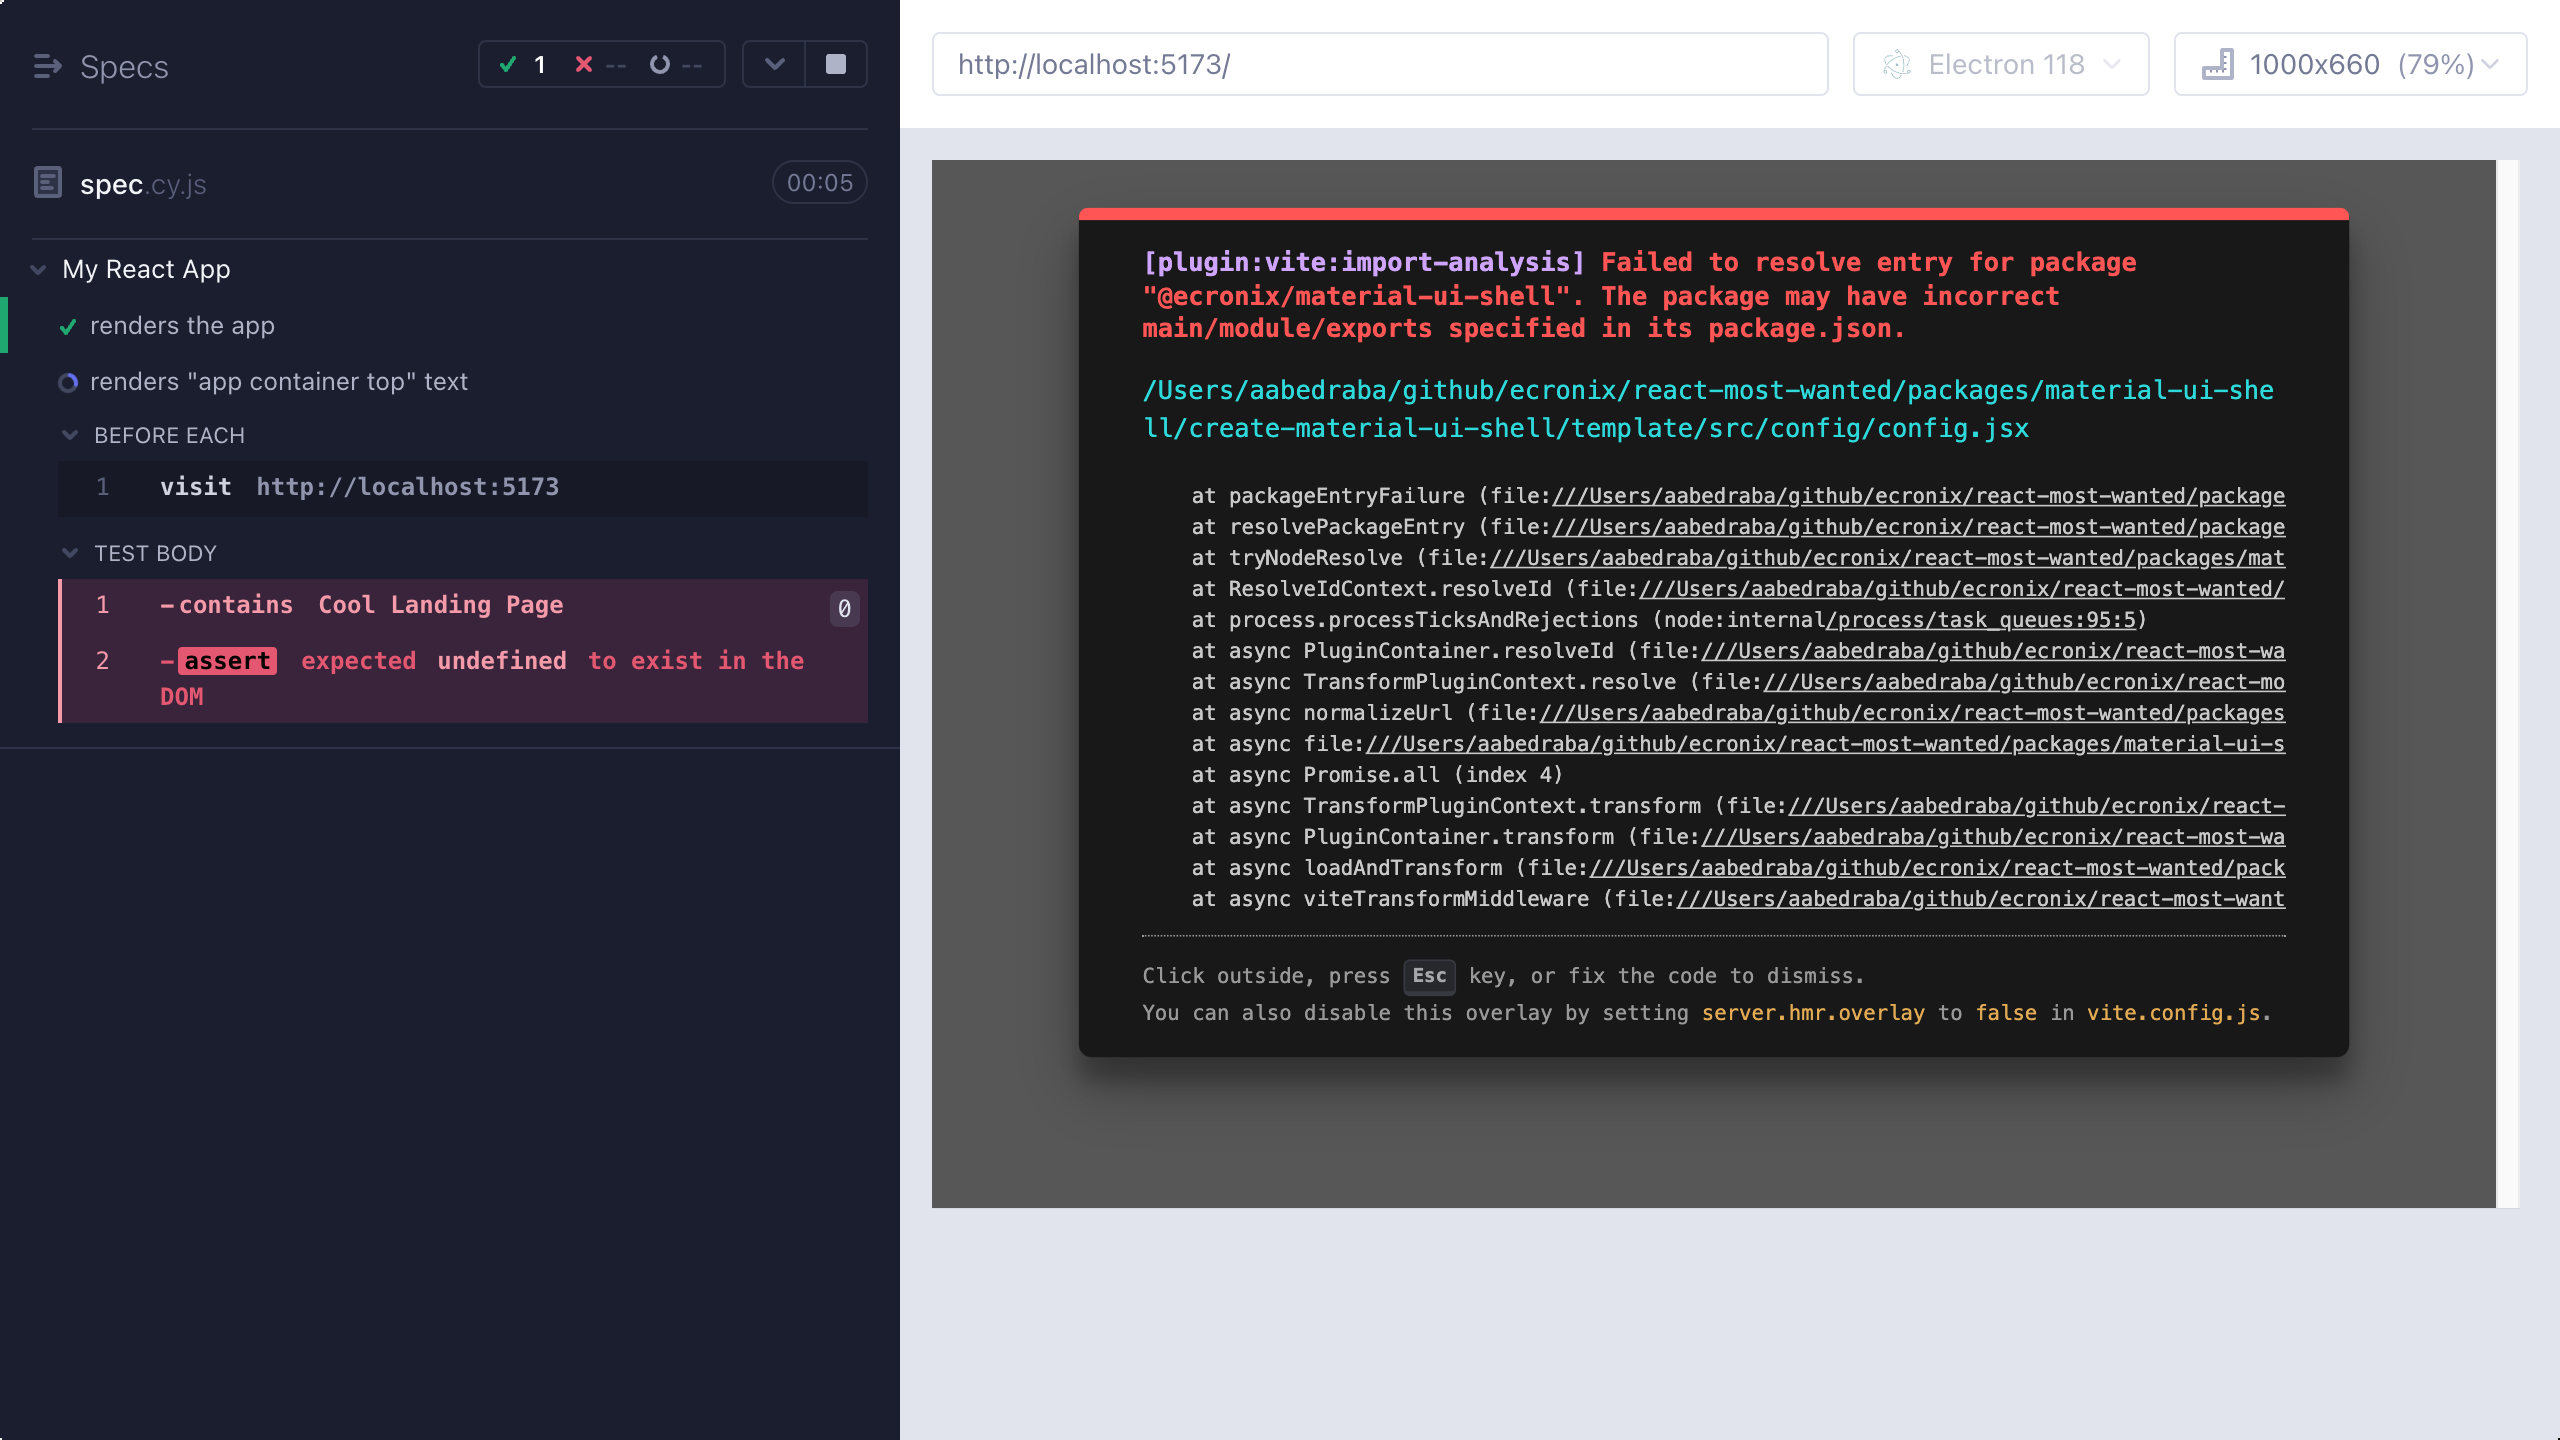 Specs
1 -- --
spec.cy.js
00:05
My React App
renders the app
renders "app container top" text
BEFORE EACH
1 visit http://localhost:5173
TEST BODY
1 -contains Cool Landing Page 0
2 -assert expected undefined to exist in the
DOM
http://localhost:5173/
Electron 118
1000x660 (79%)
[plugin:vite:import-analysis] Failed to resolve entry for package
"@ecronix/material-ui-shell". The package may have incorrect
main/module/exports specified in its package.json.
/Users/aabedraba/github/ecronix/react-most-wanted/packages/material-ui-she
ll/create-material-ui-shell/template/src/config/config.jsx
at packageEntryFailure (file:///Users/aabedraba/github/ecronix/react-most-wanted/package
at resolvePackageEntry (file:///Users/aabedraba/github/ecronix/react-most-wanted/package
at tryNodeResolve (file:///Users/aabedraba/github/ecronix/react-most-wanted/packages/mat
at ResolveIdContext.resolveId (file:///Users/aabedraba/github/ecronix/react-most-wanted/
at process.processTicksAndRejections (node:internal/process/task_queues:95:5)
at async PluginContainer.resolveId (file:///Users/aabedraba/github/ecronix/react-most-wa
at async TransformPluginContext.resolve (file:///Users/aabedraba/github/ecronix/react-mo
at async normalizeUrl (file:///Users/aabedraba/github/ecronix/react-most-wanted/packages
at async file:///Users/aabedraba/github/ecronix/react-most-wanted/packages/material-ui-s
at async Promise.all (index 4)
at async TransformPluginContext.transform (file:///Users/aabedraba/github/ecronix/react-
at async PluginContainer.transform (file:///Users/aabedraba/github/ecronix/react-most-wa
at async loadAndTransform (file:///Users/aabedraba/github/ecronix/react-most-wanted/pack
at async viteTransformMiddleware (file:///Users/aabedraba/github/ecronix/react-most-want
Click outside, press Esc key, or fix the code to dismiss.
You can also disable this overlay by setting server.hmr.overlay to false in vite.config.js.